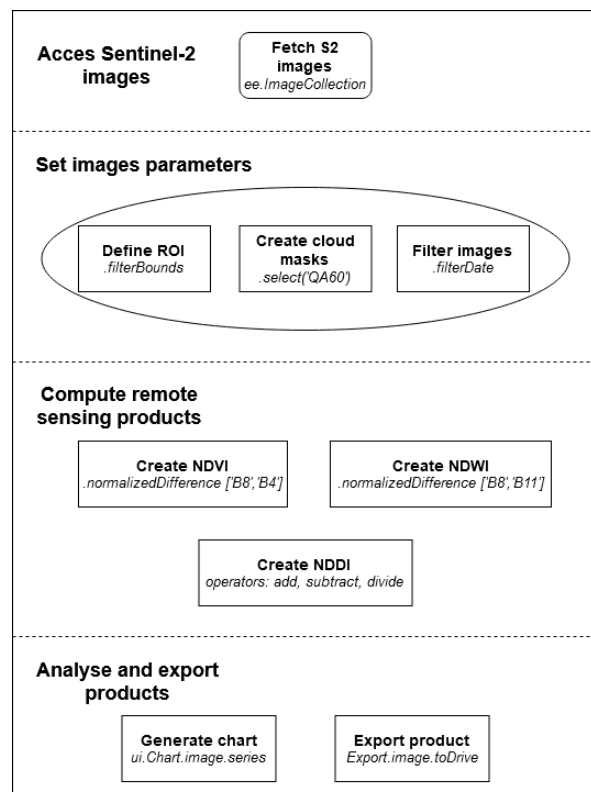 Acces Sentinel-2
images
Fetch S2
images
ee.ImageCollection
Set images parameters
Define ROI
.filterBounds
Create cloud
masks
.select('QA60')
Filter images
.filterDate
Compute remote
sensing products
Create NDVI
.normalizedDifference ['B8','B4']
Create NDWI
.normalizedDifference ['B8','B11']
Create NDDI
operators: add, subtract, divide
Analyse and export
products
Generate chart
ui.Chart.image.series
Export product
Export.image.toDrive